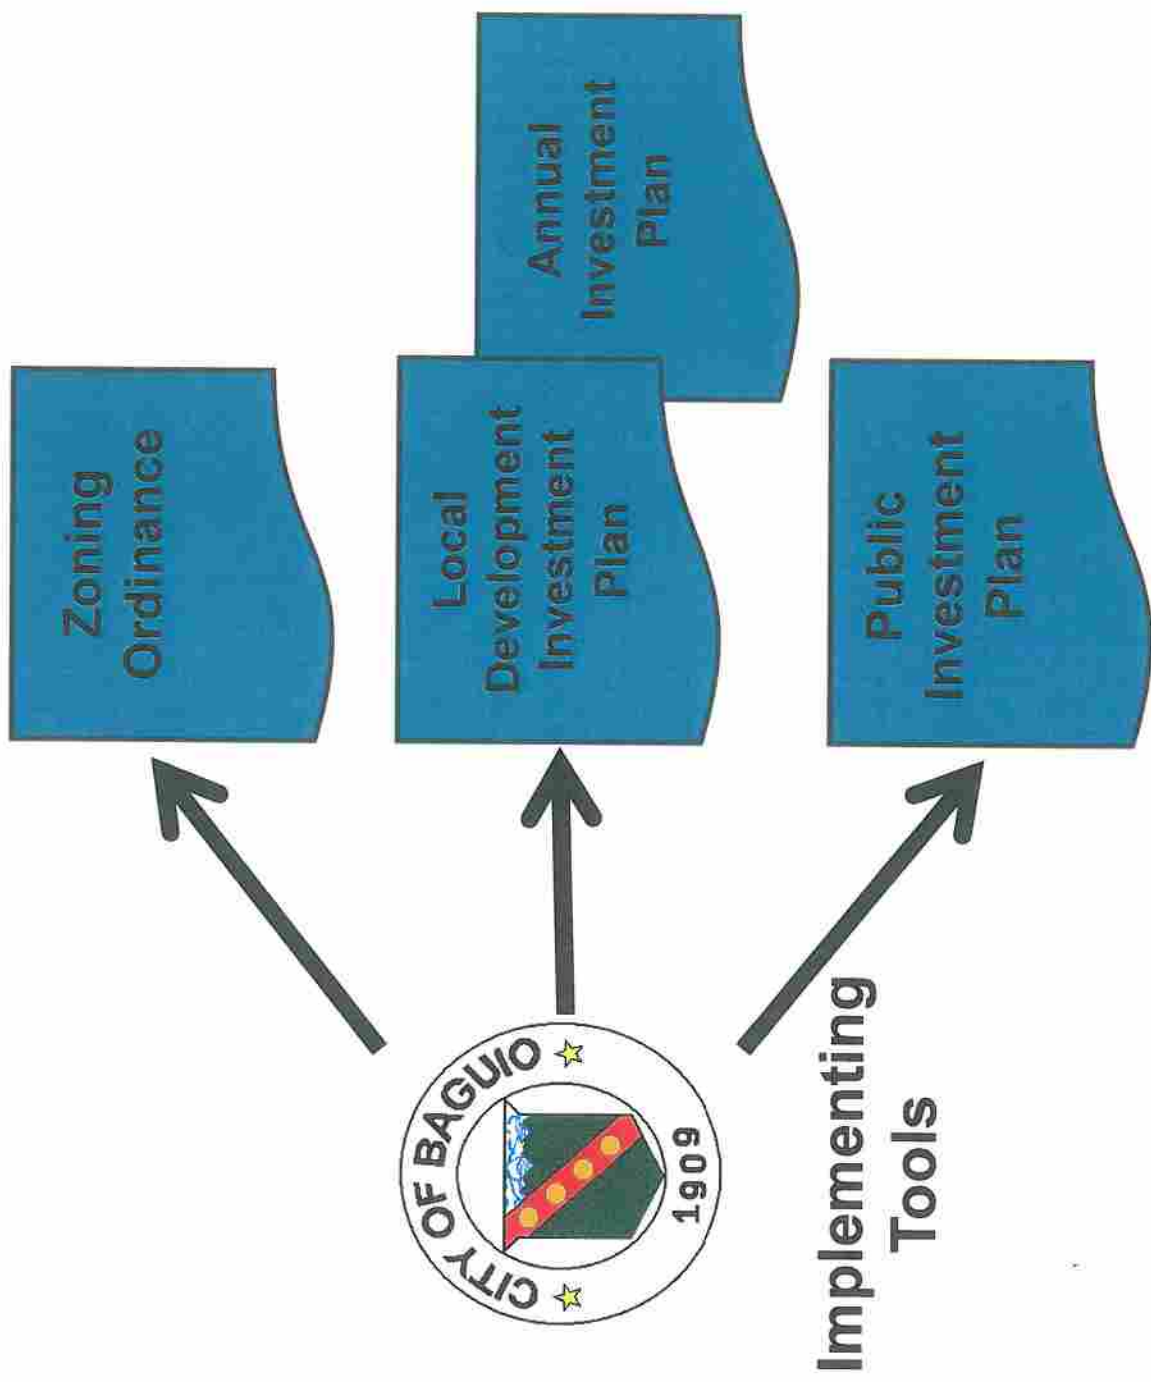 CITY OF BAGUIO
1909
Implementing
Tools
Zoning
Ordinance
Local
Development
Investment
Plan
Annual
Investment
Plan
Public
Investment
Plan